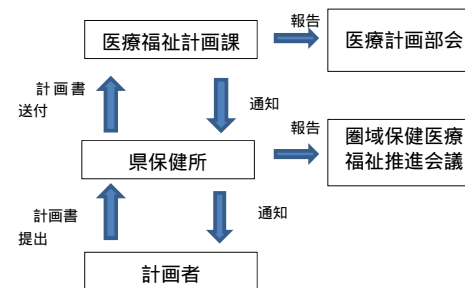 報告
医療福祉計画課
医療計画部会
計画書
送付
通知
報告
県保健所
圏域保健医療
福祉推進会議
計画書
提出
通知
計画者